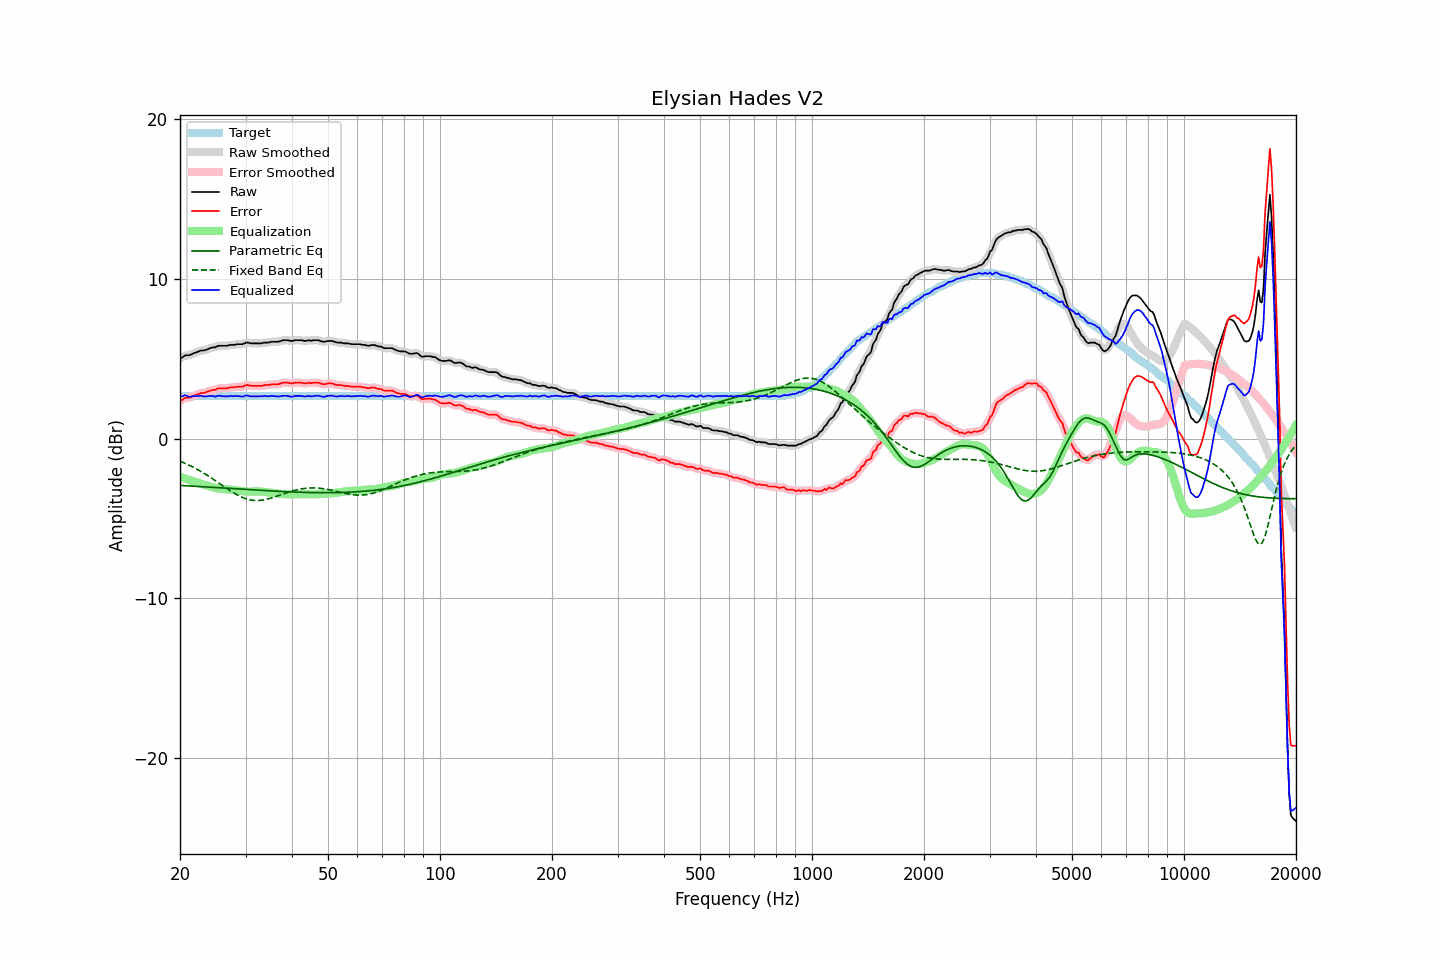 Elysian Hades V2
Target
Raw Smoothed
Error Smoothed
Raw
Error
Equalization
Parametric Eq
Fixed Band Eq
Equalized
20
10
0
−10
−20
Amplitude (dBr)
20 50 100 200 500 1000 2000 5000 10000 20000
Frequency (Hz)